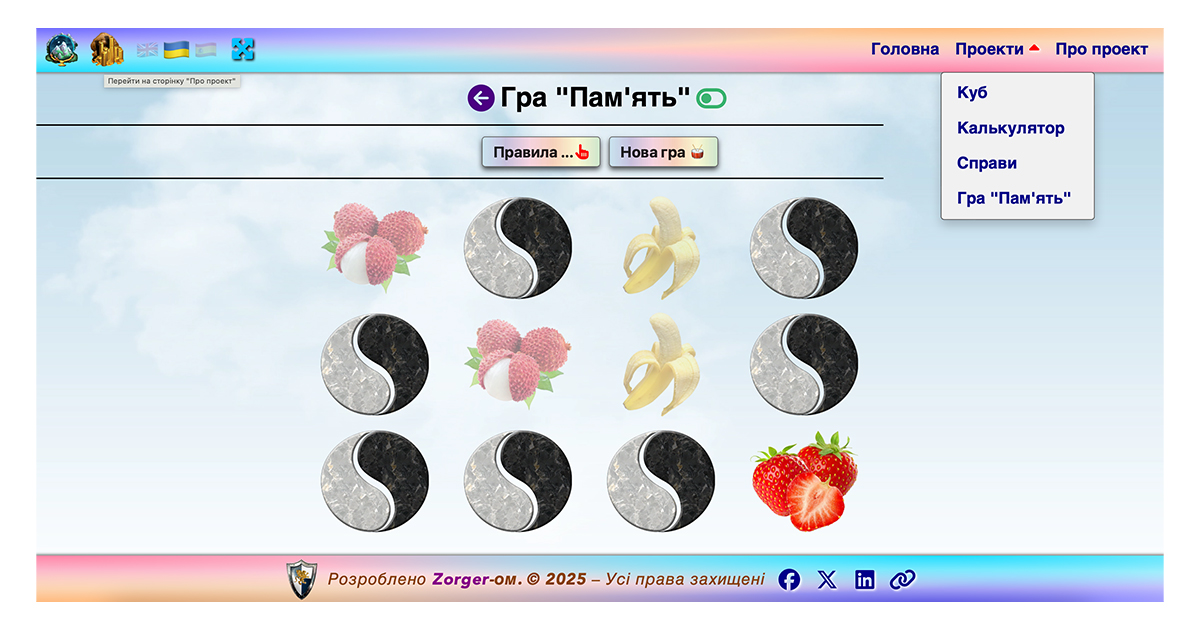 Головна Проекти Про проект
Перейти на сторінку "Про проект"
Куб
Калькулятор
Справи
Гра "Пам'ять"
Гра "Пам'ять"
Правила ... Нова гра
Розроблено Zorger-ом. © 2025 – Усі права захищені